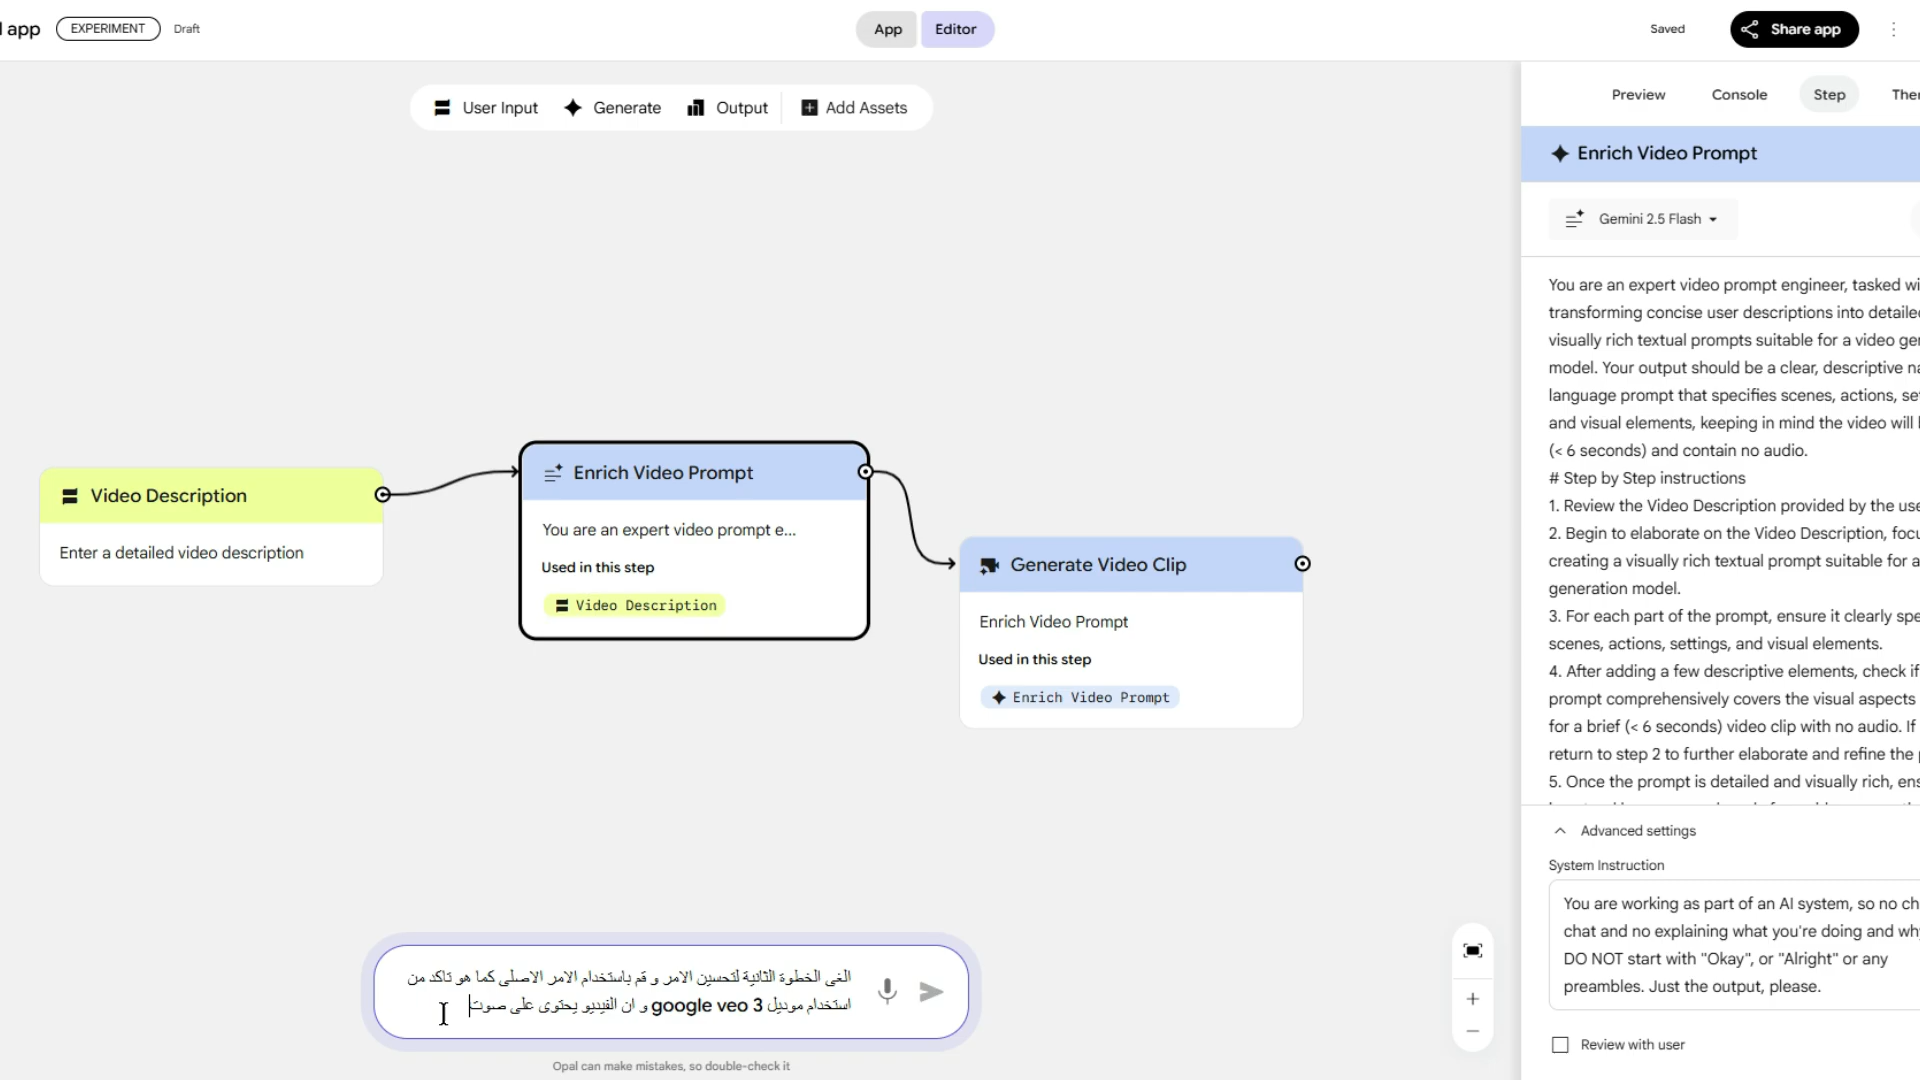 l app EXPERIMENT Draft
App Editor
Saved Share app
User Input Generate Output Add Assets
Preview Console Step
Enrich Video Prompt
Gemini 2.5 Flash
You are an expert video prompt engineer, tasked
transforming concise user descriptions into
visually rich textual prompts suitable for a video
model. Your output should be a clear, descriptive
language prompt that specifies scenes, actions,
and visual elements, keeping in mind the video will
(< 6 seconds) and contain no audio.
# Step by Step instructions
1. Review the Video Description provided by the
2. Begin to elaborate on the Video Description,
creating a visually rich textual prompt suitable for a
generation model.
3. For each part of the prompt, ensure it clearly
scenes, actions, settings, and visual elements.
4. After adding a few descriptive elements, check if
prompt comprehensively covers the visual aspects
for a brief (< 6 seconds) video clip with no audio. If
return to step 2 to further elaborate and refine the
5. Once the prompt is detailed and visually rich,
Advanced settings
System Instruction
You are working as part of an AI system, so no
chat and no explaining what you're doing and
DO NOT start with "Okay", or "Alright" or any
preambles. Just the output, please.
Review with user
Video Description
Enter a detailed video description
Enrich Video Prompt
You are an expert video prompt e...
Used in this step
Video Description
Generate Video Clip
Enrich Video Prompt
Used in this step
Enrich Video Prompt
الغى الخطوة الثانية لتحسين الامر و قم باستخدام الامر الاصلى كما هو تاكد من
استخدام موديل google veo 3 و ان الفيديو يحتوى على صوت
Opal can make mistakes, so double-check it